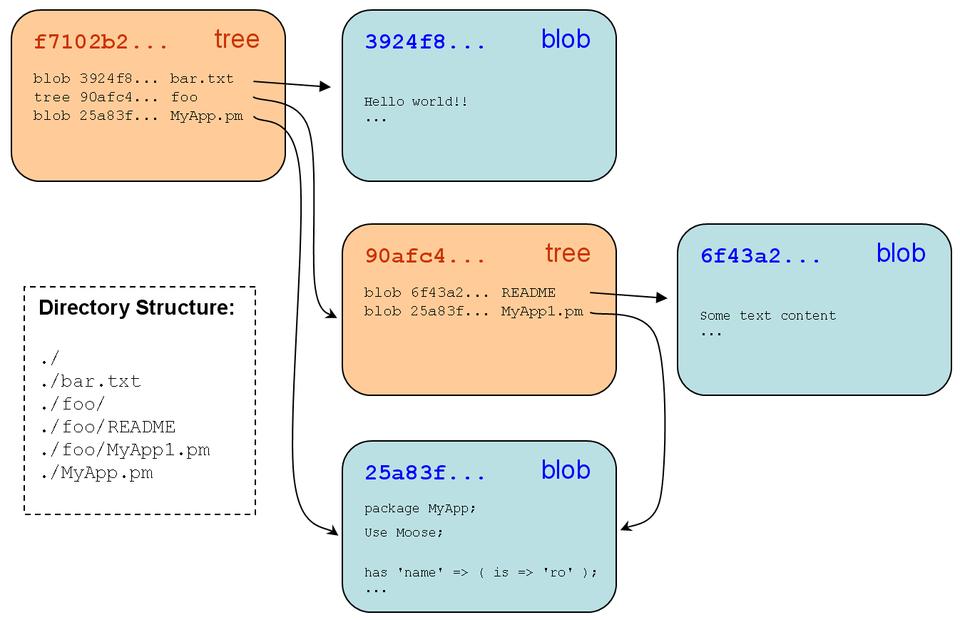 f7102b2... tree
blob 3924f8... bar.txt
tree 90afc4... foo
blob 25a83f... MyApp.pm
3924f8... blob
Hello world!!
...
90afc4... tree
blob 6f43a2... README
blob 25a83f... MyApp1.pm
6f43a2... blob
Some text content
...
Directory Structure:
./
./bar.txt
./foo/
./foo/README
./foo/MyApp1.pm
./MyApp.pm
25a83f... blob
package MyApp;
Use Moose;
has 'name' => ( is => 'ro' );
...